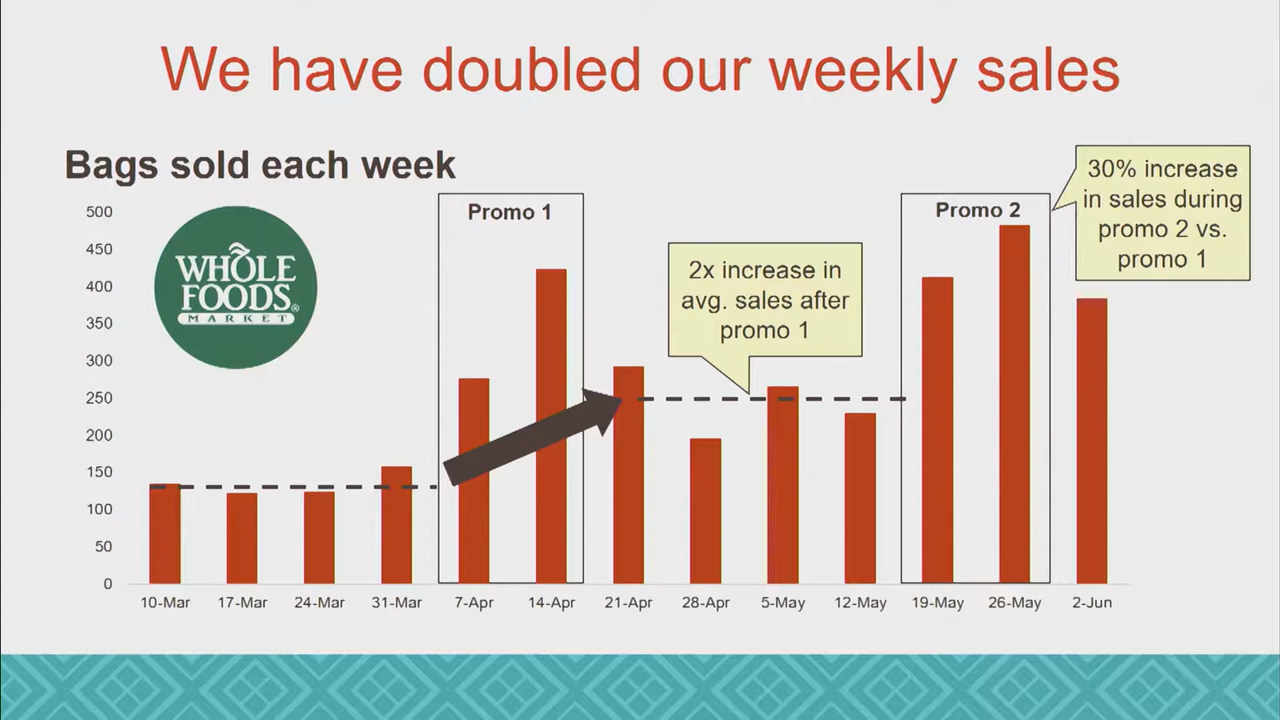 We have doubled our weekly sales
Bags sold each week
500
450
400
350
300
250
200
150
100
50
0
WHOLE
FOODS®
MARKET
Promo 1
2x increase in
avg. sales after
promo 1
Promo 2
30% increase
in sales during
promo 2 vs.
promo 1
10-Mar 17-Mar 24-Mar 31-Mar 7-Apr 14-Apr 21-Apr 28-Apr 5-May 12-May 19-May 26-May 2-Jun